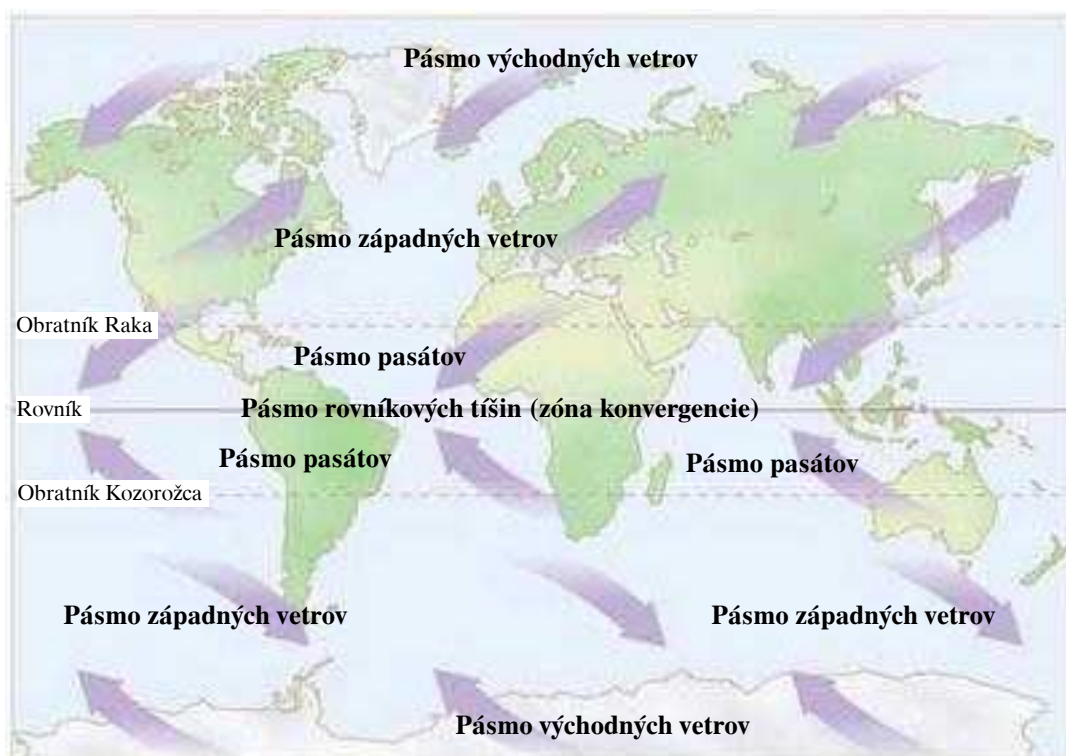 Pásmo východných vetrov
Pásmo západných vetrov
Obratník Raka
Pásmo pasátov
Rovník
Pásmo rovníkových tíšin (zóna konvergencie)
Pásmo pasátov
Pásmo pasátov
Obratník Kozorožca
Pásmo západných vetrov
Pásmo západných vetrov
Pásmo východných vetrov